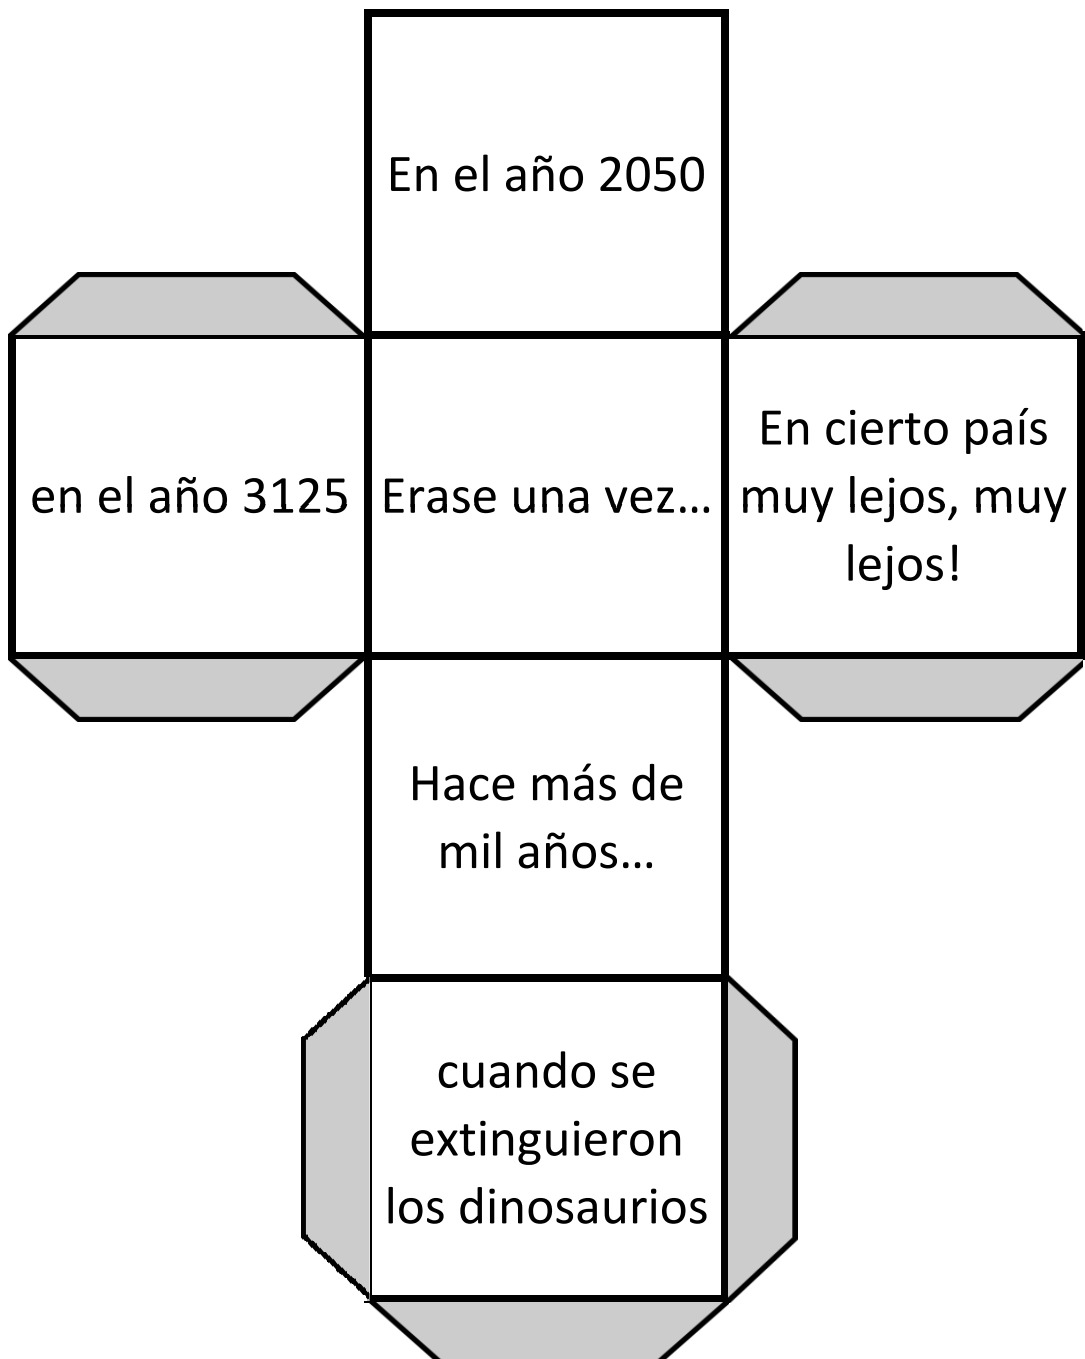 En el año 2050
en el año 3125
Erase una vez...
En cierto país
muy lejos, muy
lejos!
Hace más de
mil años...
cuando se
extinguieron
los dinosaurios